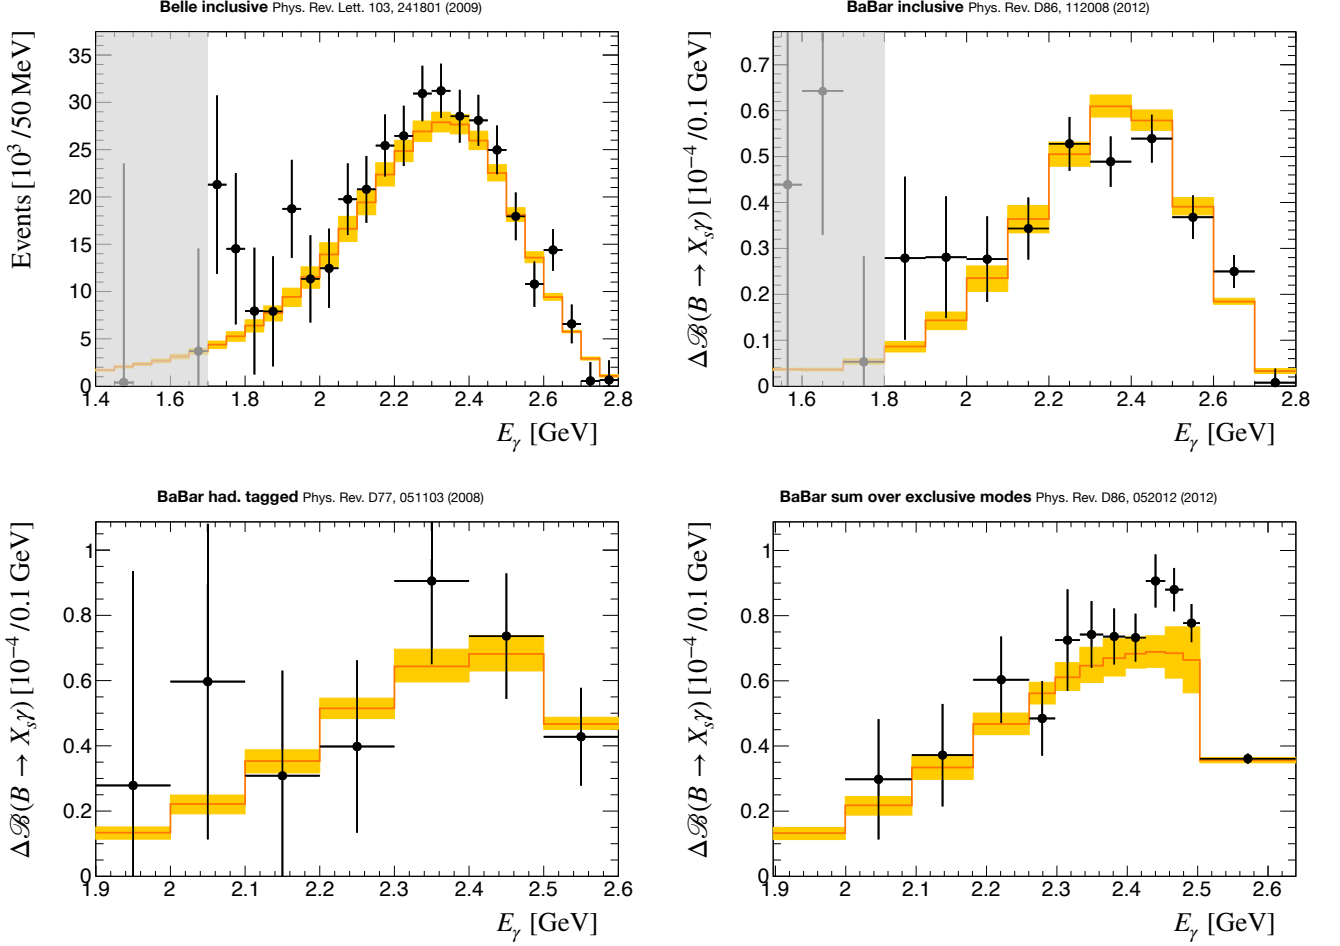 Belle inclusive Phys. Rev. Lett. 103, 241801 (2009)
Events [10³ /50 MeV]
35
30
25
20
15
10
5
0
1.4 1.6 1.8 2 2.2 2.4 2.6 2.8
E_γ [GeV]
BaBar inclusive Phys. Rev. D86, 112008 (2012)
Δℬ(B → X_sγ) [10⁻⁴ /0.1 GeV]
0.7
0.6
0.5
0.4
0.3
0.2
0.1
0
1.6 1.8 2 2.2 2.4 2.6 2.8
E_γ [GeV]
BaBar had. tagged Phys. Rev. D77, 051103 (2008)
Δℬ(B → X_sγ) [10⁻⁴ /0.1 GeV]
1
0.8
0.6
0.4
0.2
0
1.9 2 2.1 2.2 2.3 2.4 2.5 2.6
E_γ [GeV]
BaBar sum over exclusive modes Phys. Rev. D86, 052012 (2012)
Δℬ(B → X_sγ) [10⁻⁴ /0.1 GeV]
1
0.8
0.6
0.4
0.2
0
1.9 2 2.1 2.2 2.3 2.4 2.5 2.6
E_γ [GeV]